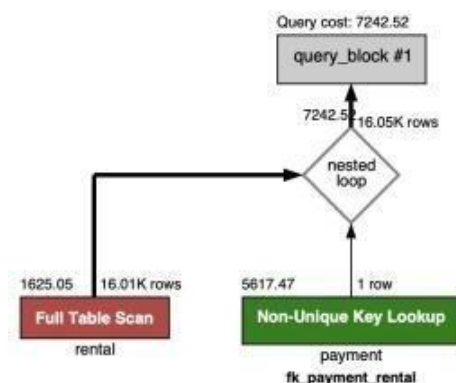 Query cost: 7242.52
query_block #1
7242.52
16.05K rows
nested
loop
1625.05
16.01K rows
5617.47
1 row
Full Table Scan
Non-Unique Key Lookup
rental
payment
fk_payment_rental